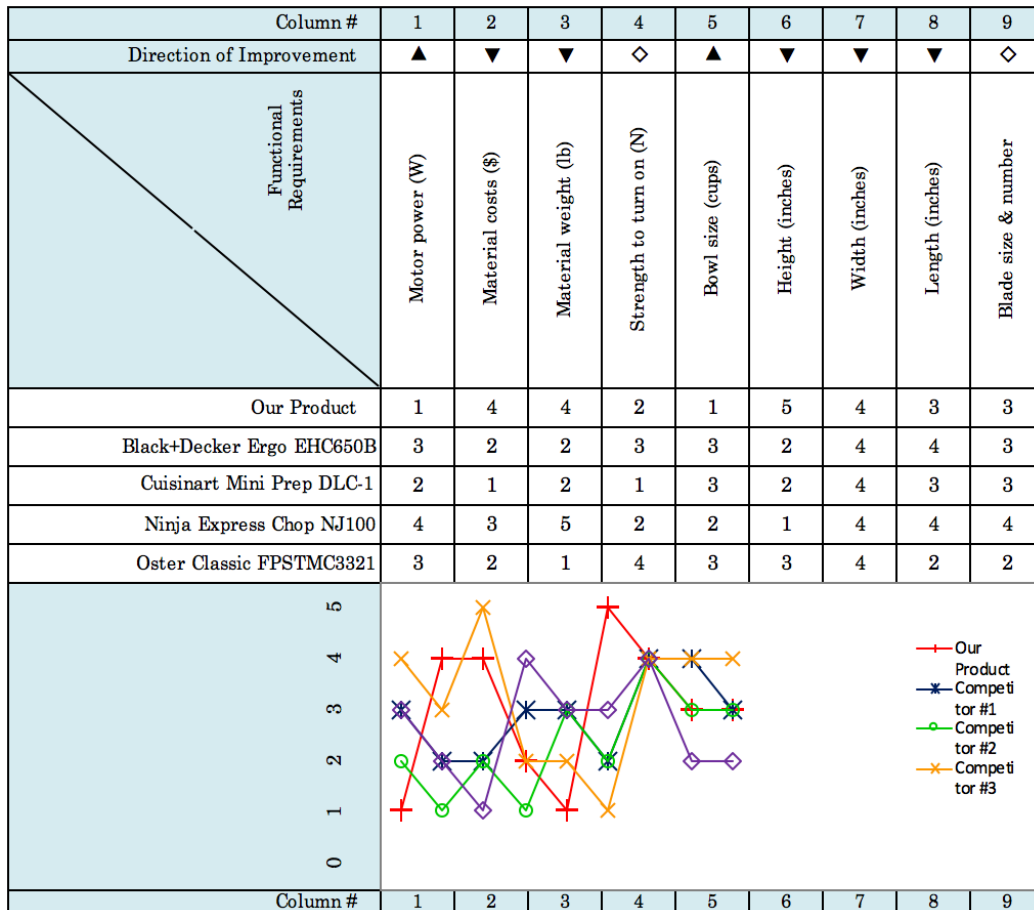 Column # 1 2 3 4 5 6 7 8 9
Direction of Improvement ▲ ▼ ▼ ◇ ▲ ▼ ▼ ▼ ◇
Functional
Requirements
Motor power (W)
Material costs ($)
Material weight (lb)
Strength to turn on (N)
Bowl size (cups)
Height (inches)
Width (inches)
Length (inches)
Blade size & number
Our Product 1 4 4 2 1 5 4 3 3
Black+Decker Ergo EHC650B 3 2 2 3 3 2 4 4 3
Cuisinart Mini Prep DLC-1 2 1 2 1 3 2 4 3 3
Ninja Express Chop NJ100 4 3 5 2 2 1 4 4 4
Oster Classic FPSTMC3321 3 2 1 4 3 3 4 2 2
5
4
3
2
1
0
Our
Product
Competi
tor #1
Competi
tor #2
Competi
tor #3
Column # 1 2 3 4 5 6 7 8 9